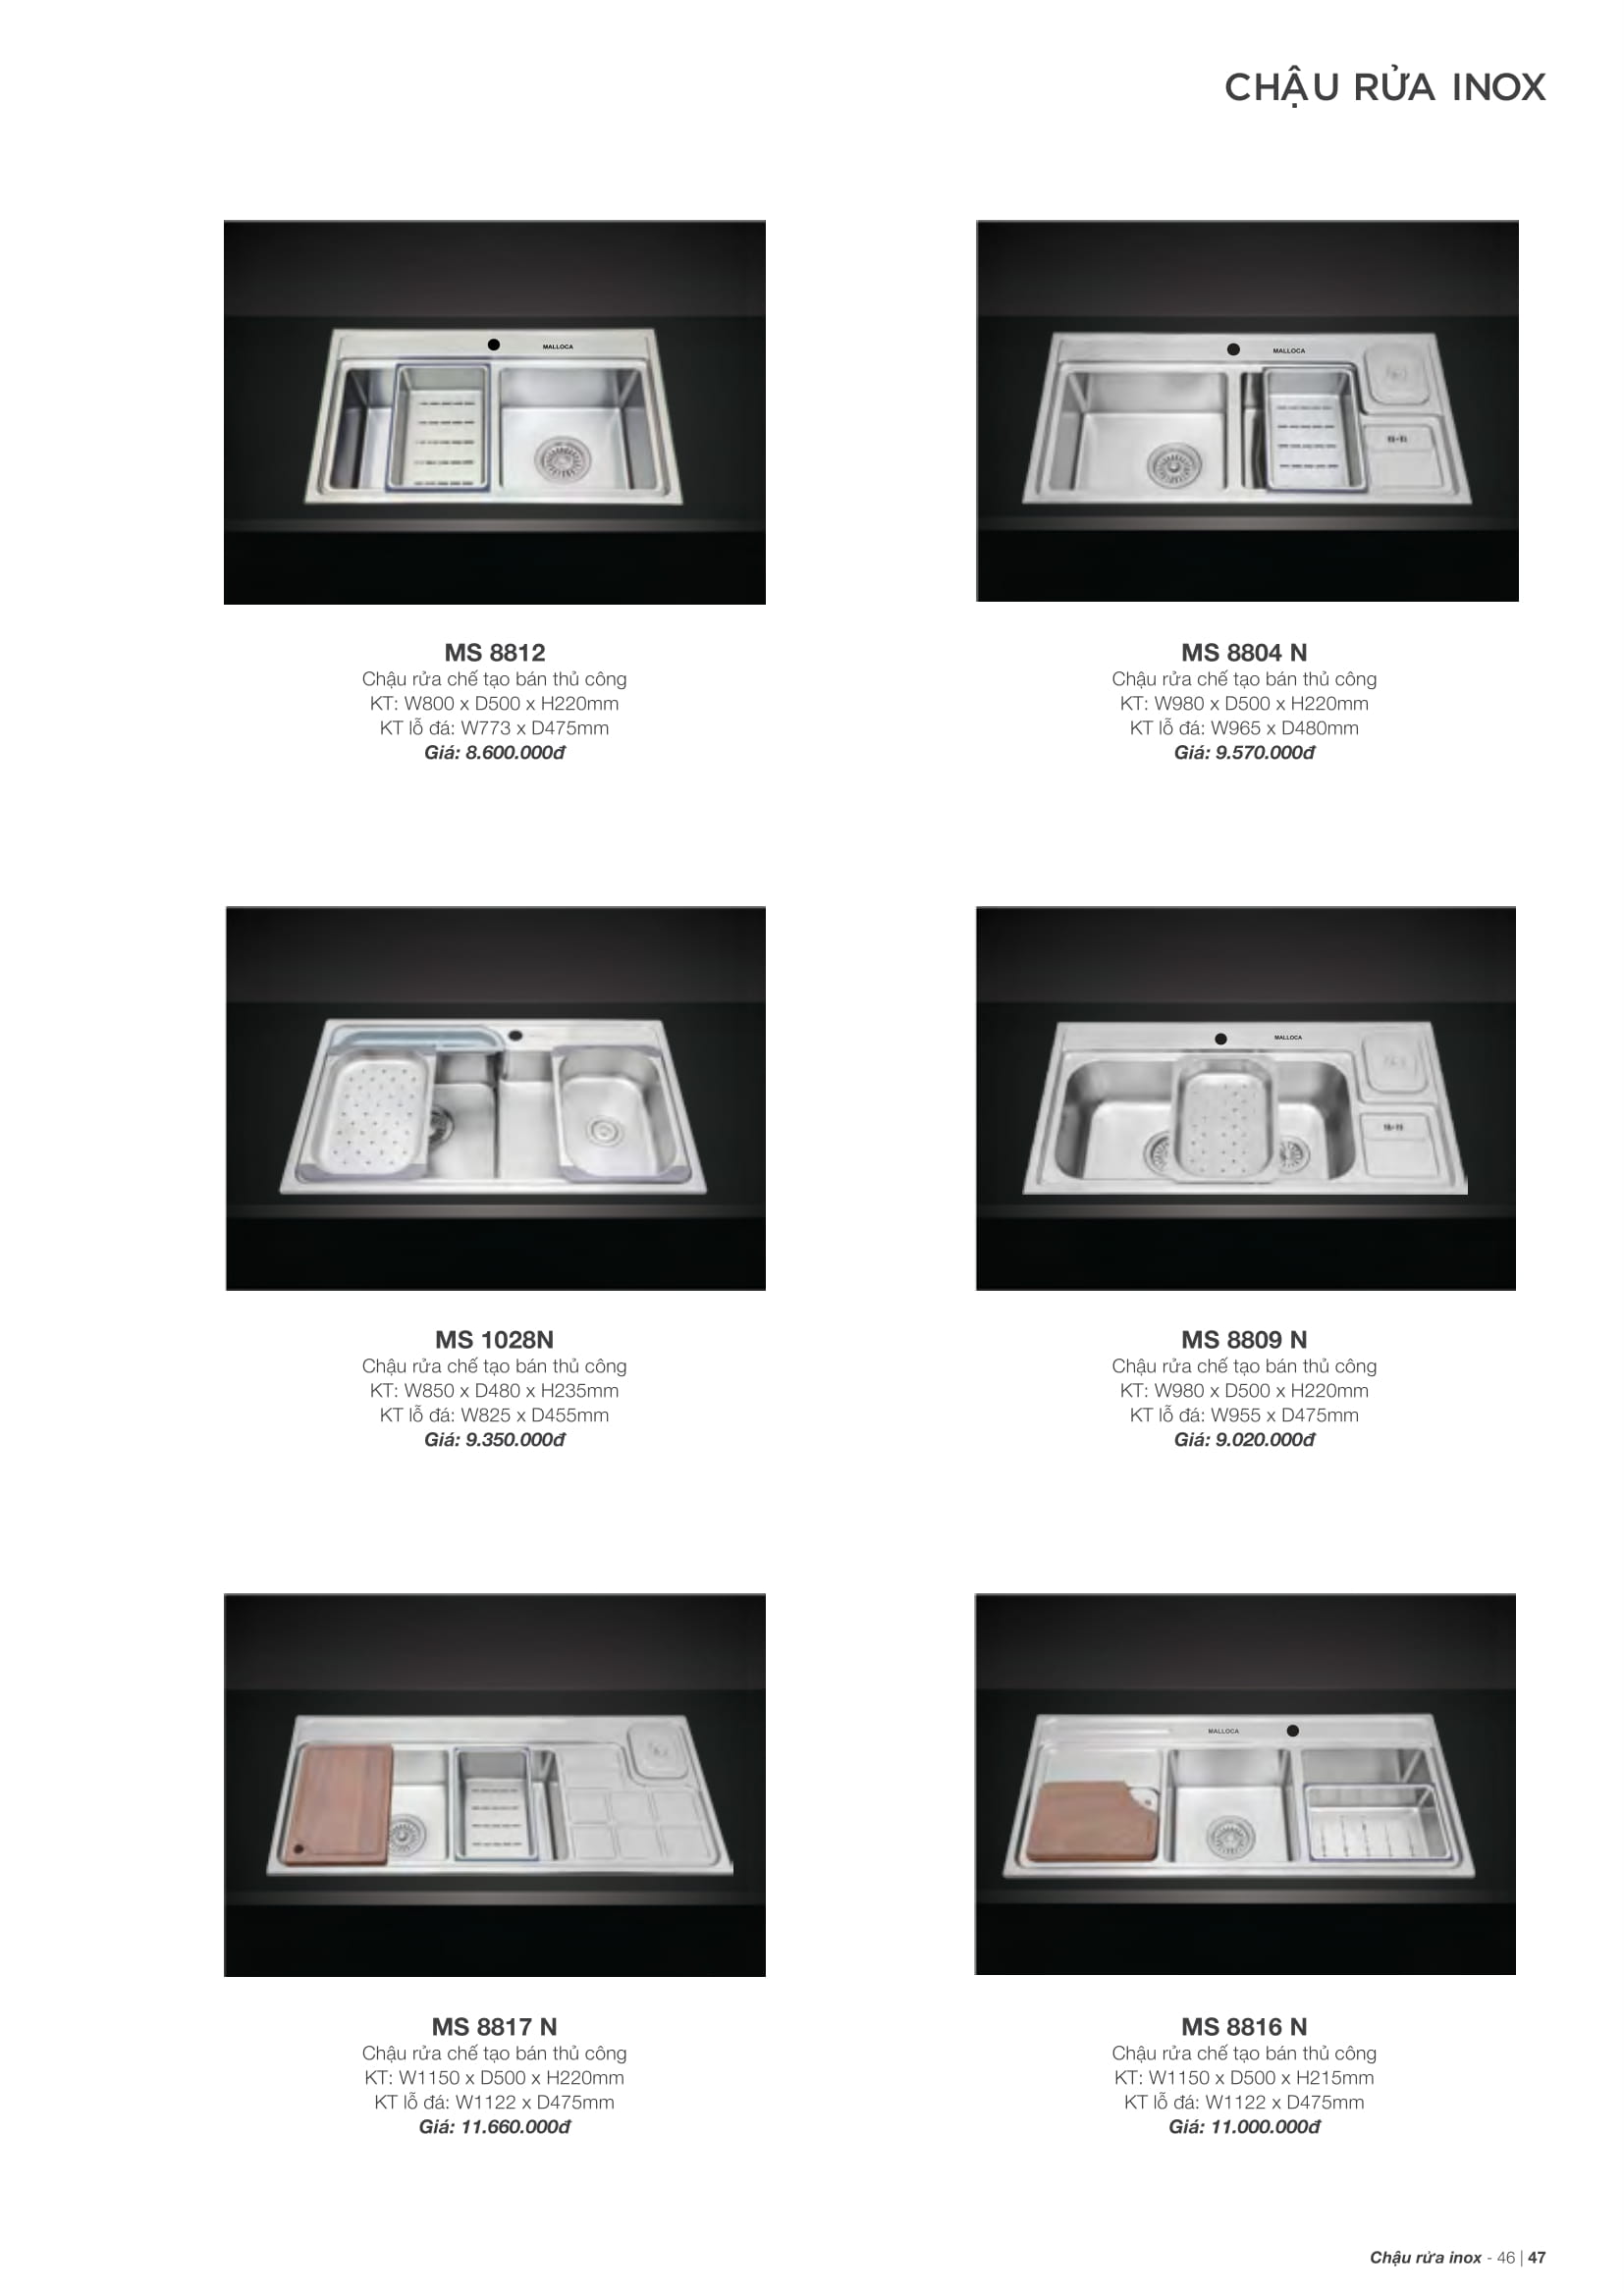 CHẬU RỬA INOX
MALLOCA
MALLOCA
MS 8812
Chậu rửa chế tạo bán thủ công
KT: W800 x D500 x H220mm
KT lỗ đá: W773 x D475mm
Giá: 8.600.000đ
MS 8804 N
Chậu rửa chế tạo bán thủ công
KT: W980 x D500 x H220mm
KT lỗ đá: W965 x D480mm
Giá: 9.570.000đ
MALLOCA
MS 1028N
Chậu rửa chế tạo bán thủ công
KT: W850 x D480 x H235mm
KT lỗ đá: W825 x D455mm
Giá: 9.350.000đ
MS 8809 N
Chậu rửa chế tạo bán thủ công
KT: W980 x D500 x H220mm
KT lỗ đá: W955 x D475mm
Giá: 9.020.000đ
MALLOCA
MS 8817 N
Chậu rửa chế tạo bán thủ công
KT: W1150 x D500 x H220mm
KT lỗ đá: W1122 x D475mm
Giá: 11.660.000đ
MS 8816 N
Chậu rửa chế tạo bán thủ công
KT: W1150 x D500 x H215mm
KT lỗ đá: W1122 x D475mm
Giá: 11.000.000đ
Chậu rửa inox - 46 | 47